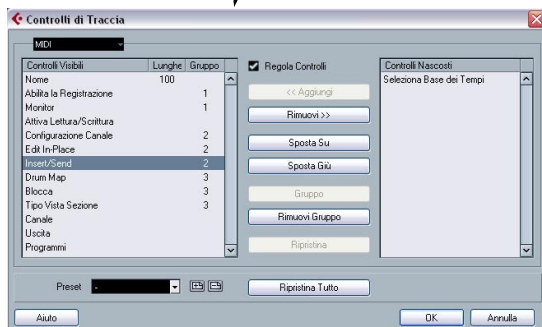 Controlli di Traccia
MIDI
Controlli Visibili Lunghe Gruppo
Nome 100
Abilita la Registrazione 1
Monitor 1
Attiva Lettura/Scrittura
Configurazione Canale 2
Edit In-Place 2
Insert/Send 2
Drum Map 3
Blocca 3
Tipo Vista Sezione 3
Canale
Uscita
Programmi
Regola Controlli
<< Aggiungi
Rimuovi >>
Sposta Su
Sposta Giù
Gruppo
Rimuovi Gruppo
Ripristina
Controlli Nascosti
Seleziona Base dei Tempi
Preset -
Ripristina Tutto
Aiuto
OK
Annulla